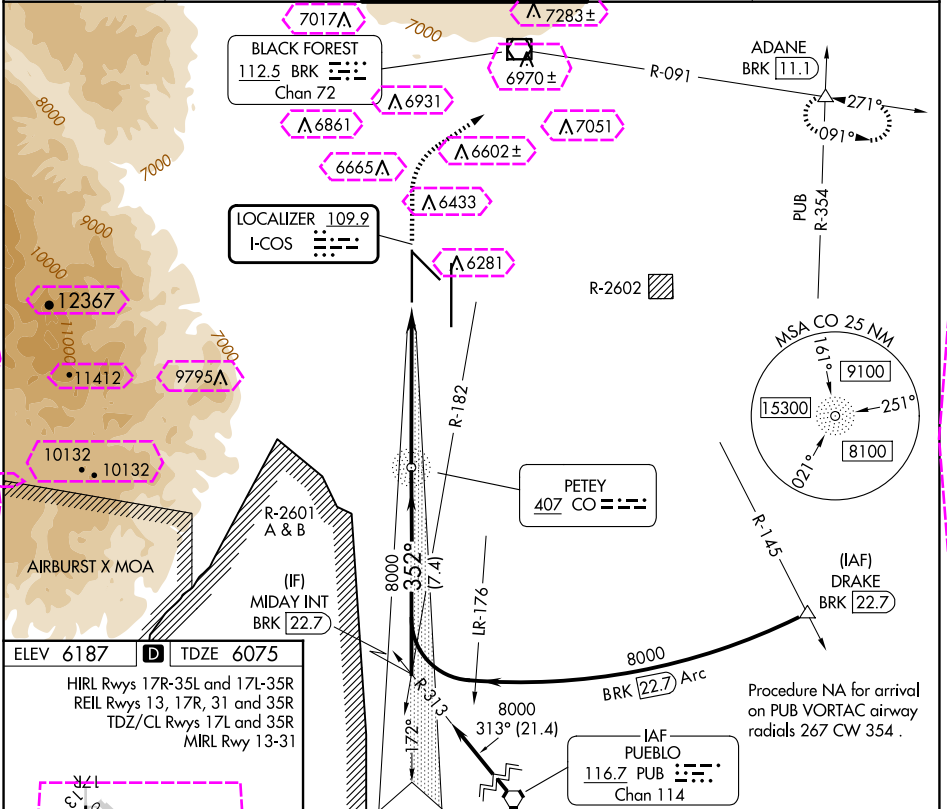 7017
7000
7283 ±
BLACK FOREST
112.5 BRK
Chan 72
6970 ±
R-091
ADANE
BRK 11.1
8000
6931
6861
7051
271°
091°
7000
6665
6602 ±
PUB
R-354
9000
6433
LOCALIZER 109.9
I-COS
10000
6281
R-2602
12367
11000
7000
MSA CO 25 NM
161°
9100
15300
251°
8100
021°
11412
9795
R-182
10132
10132
PETEY
407 CO
R-2601
A & B
AIRBURST X MOA
8000
352°
(7.4)
R-145
(IF)
MIDAY INT
BRK 22.7
LR-176
(IAF)
DRAKE
BRK 22.7
8000
BRK 22.7 Arc
R-313
172°
8000
313° (21.4)
Procedure NA for arrival
on PUB VORTAC airway
radials 267 CW 354 .
IAF
PUEBLO
116.7 PUB
Chan 114
ELEV 6187 D TDZE 6075
HIRL Rwys 17R-35L and 17L-35R
REIL Rwys 13, 17R, 31 and 35R
TDZ/CL Rwys 17L and 35R
MIRL Rwy 13-31
17R
13